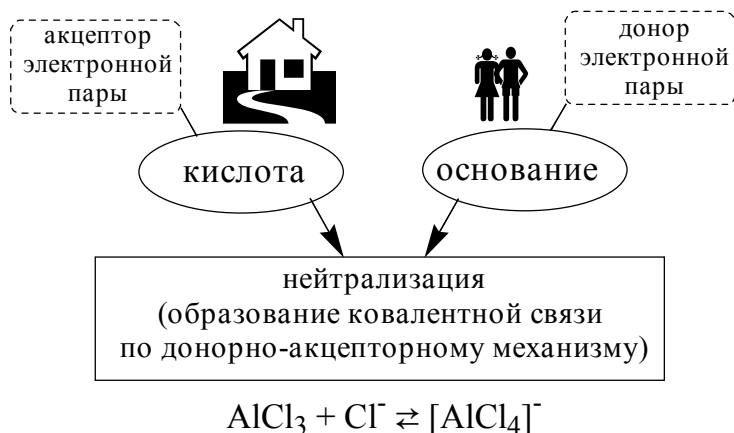 акцептор
электронной
пары
донор
электронной
пары
кислота
основание
нейтрализация
(образование ковалентной связи
по донорно-акцепторному механизму)
AlCl₃ + Cl⁻ ⇄ [AlCl₄]⁻